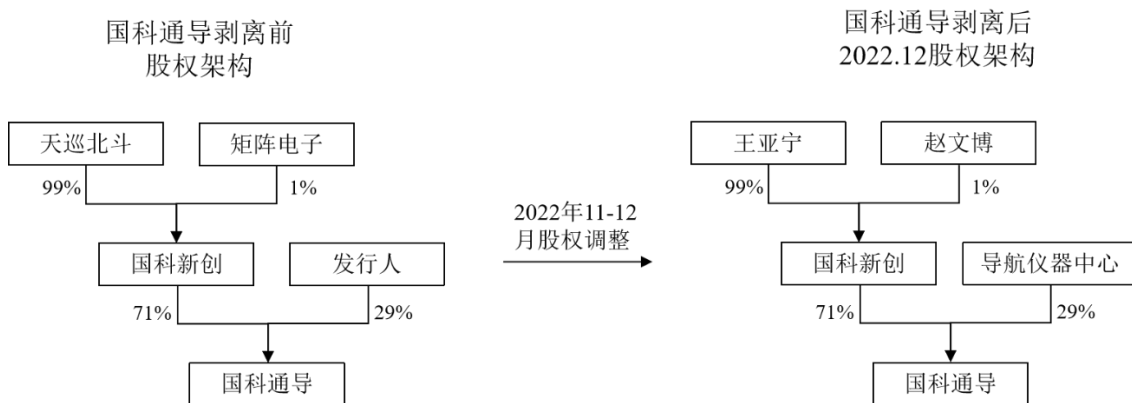 国科通导剥离前
股权架构
国科通导剥离后
2022.12股权架构
天巡北斗
矩阵电子
99%
1%
国科新创
发行人
71%
29%
国科通导
2022年11-12
月股权调整
王亚宁
赵文博
99%
1%
国科新创
导航仪器中心
71%
29%
国科通导